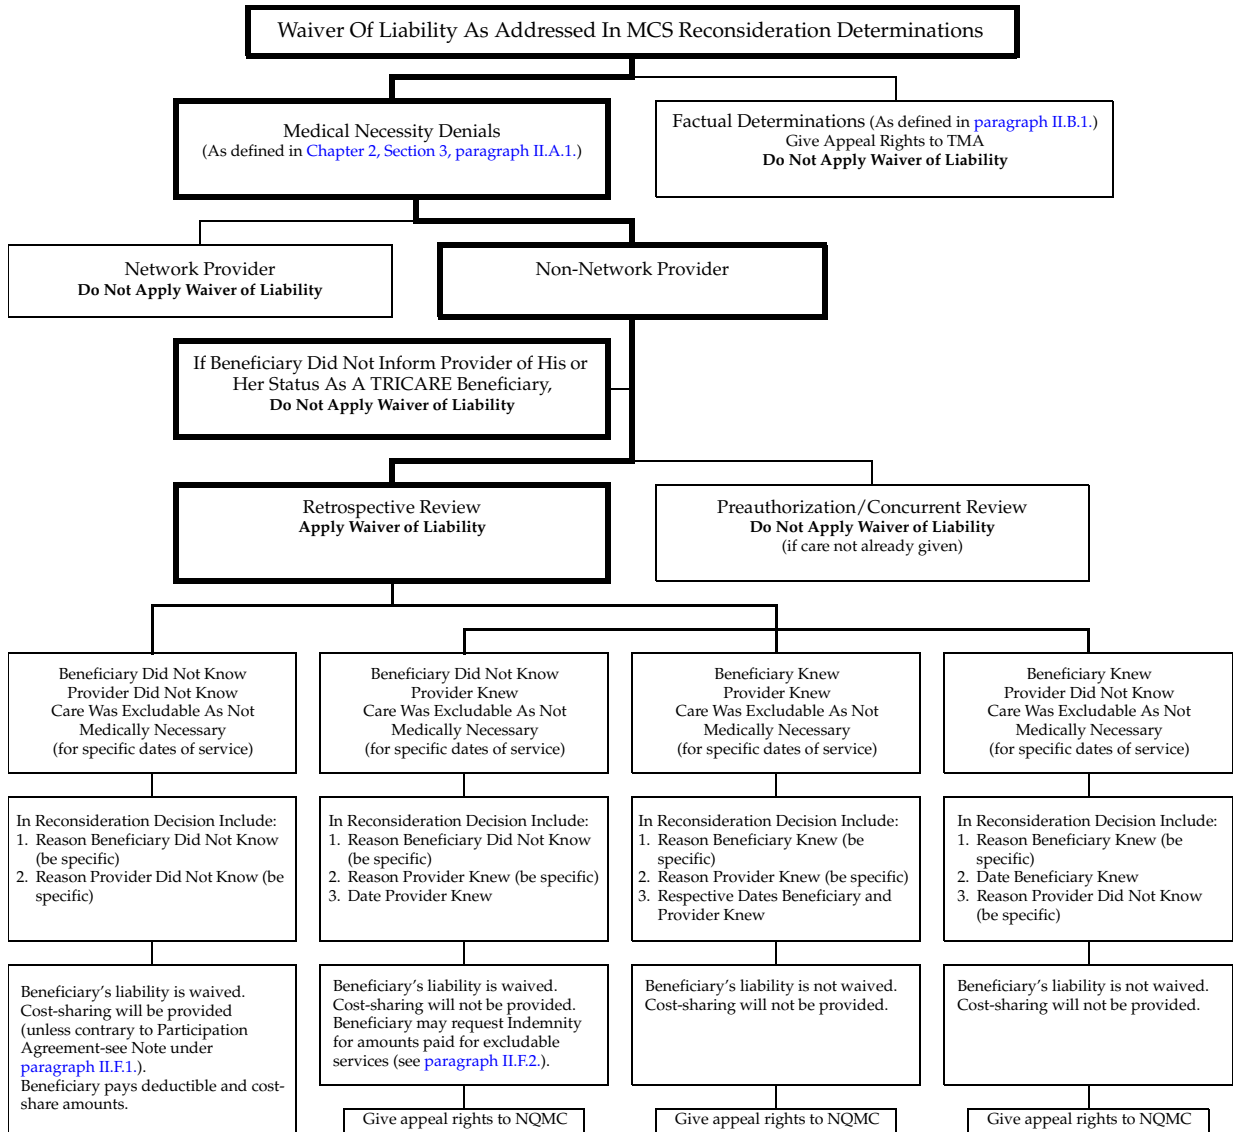 Waiver Of Liability As Addressed In MCS Reconsideration Determinations
Medical Necessity Denials
(As defined in Chapter 2, Section 3, paragraph II.A.1.)
Factual Determinations (As defined in paragraph II.B.1.)
Give Appeal Rights to TMA
Do Not Apply Waiver of Liability
Network Provider
Do Not Apply Waiver of Liability
Non-Network Provider
If Beneficiary Did Not Inform Provider of His or
Her Status As A TRICARE Beneficiary,
Do Not Apply Waiver of Liability
Retrospective Review
Apply Waiver of Liability
Preauthorization/Concurrent Review
Do Not Apply Waiver of Liability
(if care not already given)
Beneficiary Did Not Know
Provider Did Not Know
Care Was Excludable As Not
Medically Necessary
(for specific dates of service)
Beneficiary Did Not Know
Provider Knew
Care Was Excludable As Not
Medically Necessary
(for specific dates of service)
Beneficiary Knew
Provider Knew
Care Was Excludable As Not
Medically Necessary
(for specific dates of service)
Beneficiary Knew
Provider Did Not Know
Care Was Excludable As Not
Medically Necessary
(for specific dates of service)
In Reconsideration Decision Include:
1. Reason Beneficiary Did Not Know
(be specific)
2. Reason Provider Did Not Know (be
specific)
In Reconsideration Decision Include:
1. Reason Beneficiary Did Not Know
(be specific)
2. Reason Provider Knew (be specific)
3. Date Provider Knew
In Reconsideration Decision Include:
1. Reason Beneficiary Knew (be
specific)
2. Reason Provider Knew (be specific)
3. Respective Dates Beneficiary and
Provider Knew
In Reconsideration Decision Include:
1. Reason Beneficiary Knew (be
specific)
2. Date Beneficiary Knew
3. Reason Provider Did Not Know
(be specific)
Beneficiary's liability is waived.
Cost-sharing will be provided
(unless contrary to Participation
Agreement-see Note under
paragraph II.F.1.).
Beneficiary pays deductible and cost-
share amounts.
Beneficiary's liability is waived.
Cost-sharing will not be provided.
Beneficiary may request Indemnity
for amounts paid for excludable
services (see paragraph II.F.2.).
Beneficiary's liability is not waived.
Cost-sharing will not be provided.
Beneficiary's liability is not waived.
Cost-sharing will not be provided.
Give appeal rights to NQMC
Give appeal rights to NQMC
Give appeal rights to NQMC